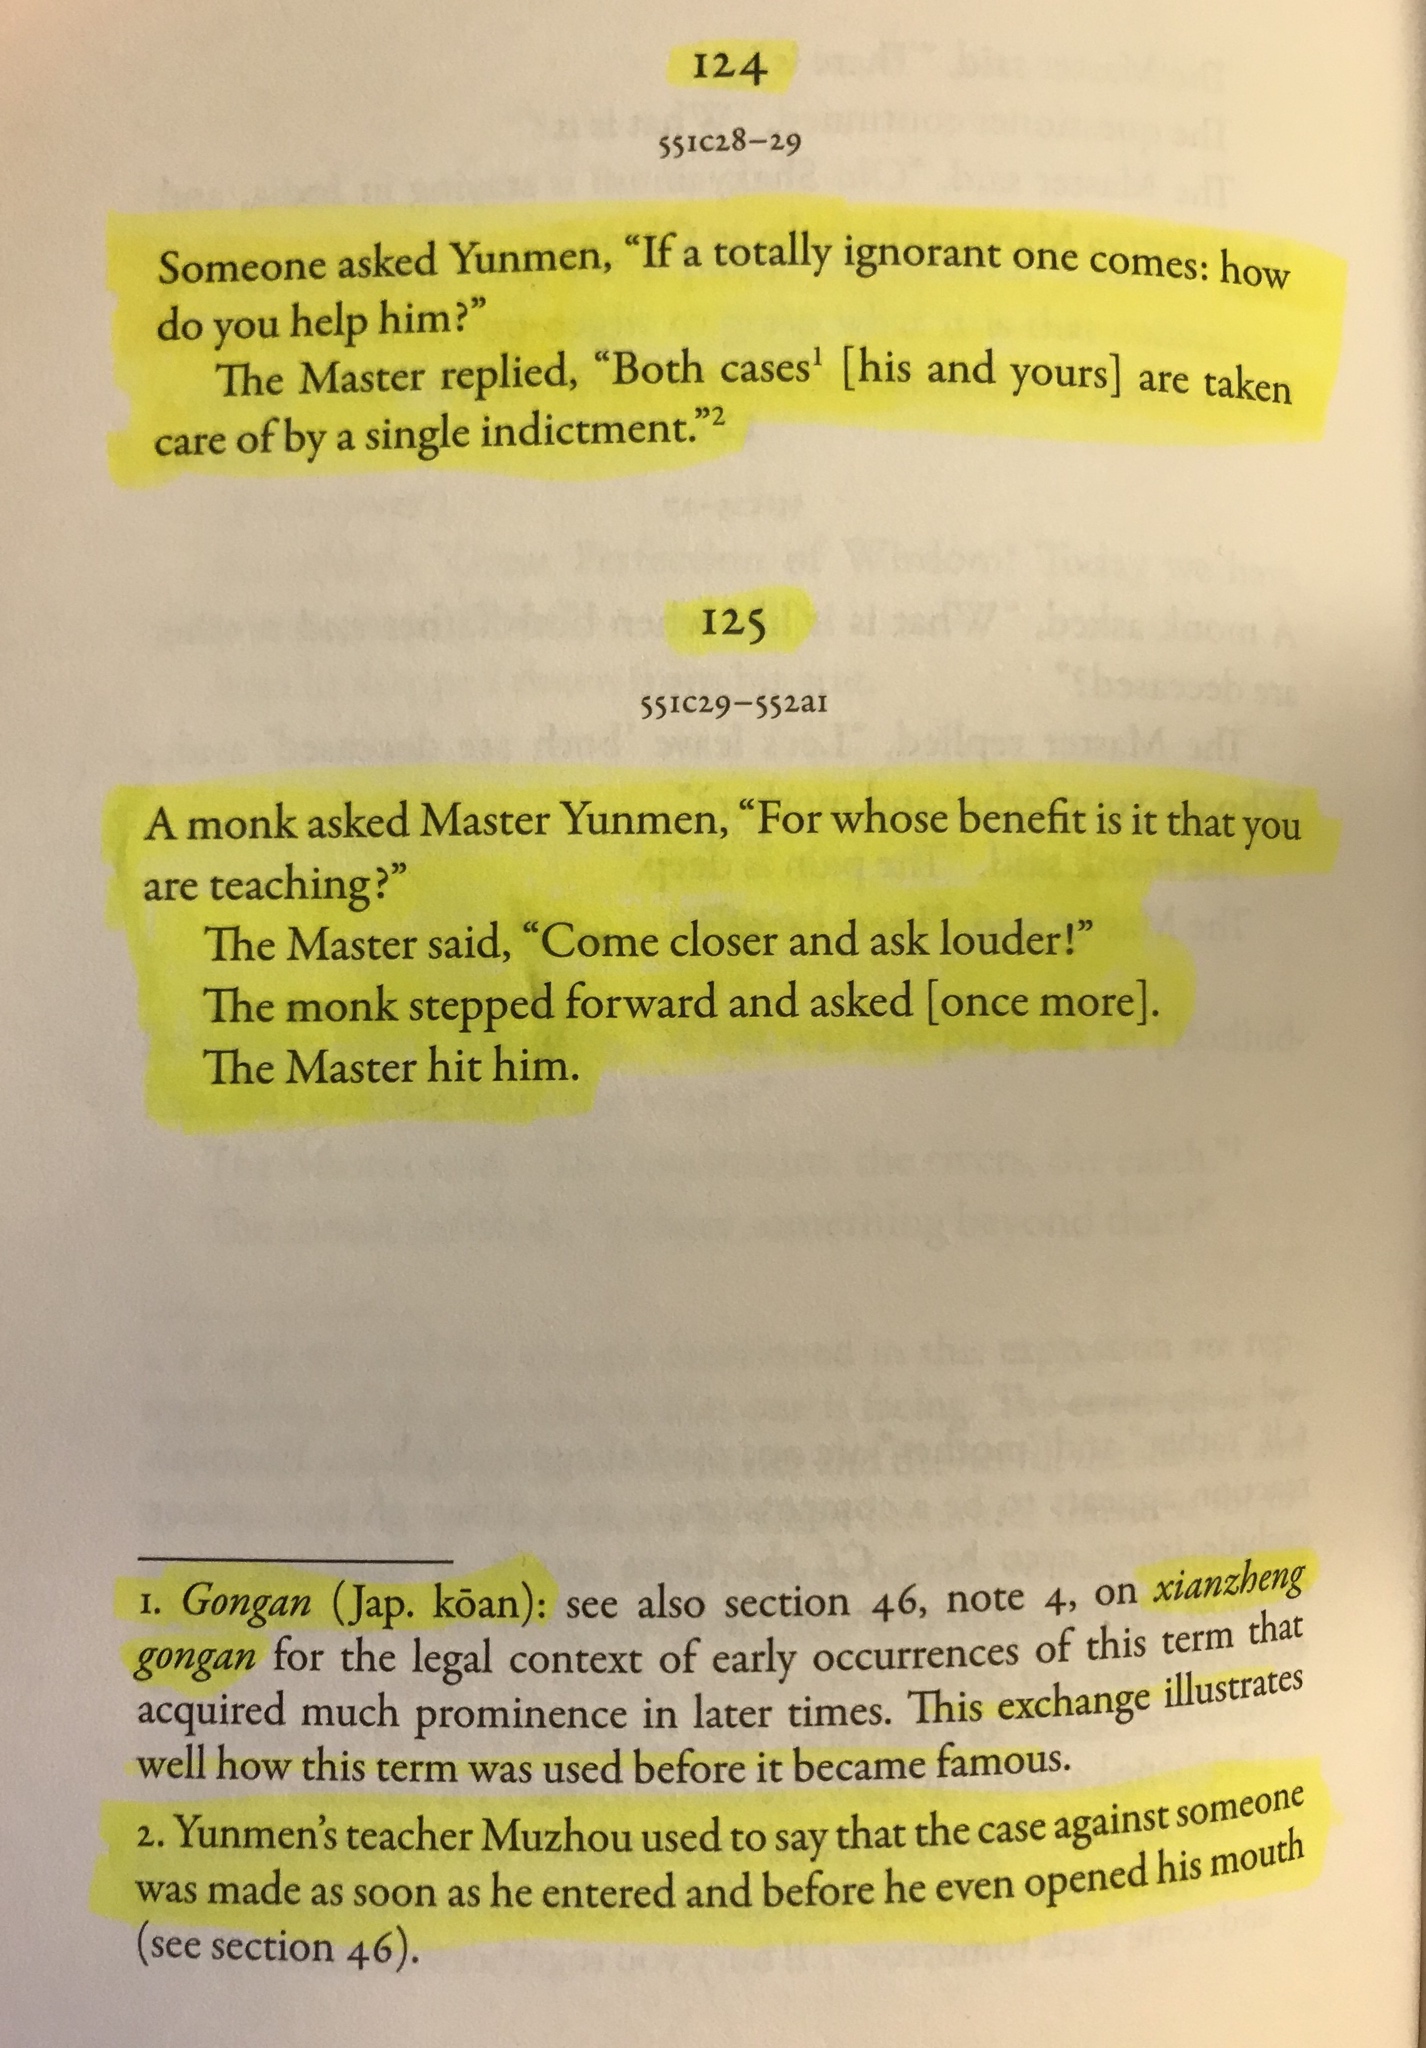 124
551C28–29
Someone asked Yunmen, “If a totally ignorant one comes: how
do you help him?”
The Master replied, “Both cases¹ [his and yours] are taken
care of by a single indictment.”²
125
551C29–552a1
A monk asked Master Yunmen, “For whose benefit is it that you
are teaching?”
The Master said, “Come closer and ask louder!”
The monk stepped forward and asked [once more].
The Master hit him.
1. Gongan (Jap. kōan): see also section 46, note 4, on xianzheng
gongan for the legal context of early occurrences of this term that
acquired much prominence in later times. This exchange illustrates
well how this term was used before it became famous.
2. Yunmen’s teacher Muzhou used to say that the case against someone
was made as soon as he entered and before he even opened his mouth
(see section 46).